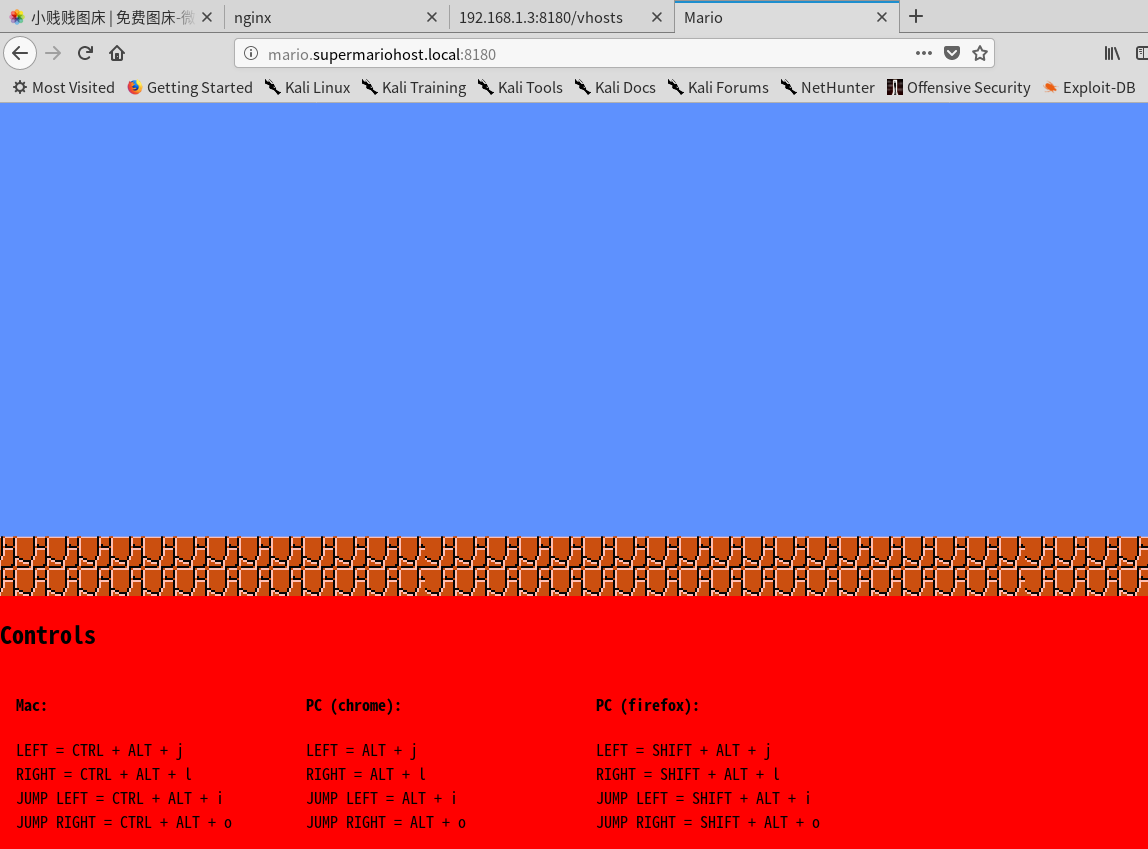 小贱贱图床 | 免费图床-微
nginx
192.168.1.3:8180/vhosts
Mario
mario.supermariohost.local:8180
Most Visited
Getting Started
Kali Linux
Kali Training
Kali Tools
Kali Docs
Kali Forums
NetHunter
Offensive Security
Exploit-DB
Controls
Mac:
LEFT = CTRL + ALT + j
RIGHT = CTRL + ALT + l
JUMP LEFT = CTRL + ALT + i
JUMP RIGHT = CTRL + ALT + o
PC (chrome):
LEFT = ALT + j
RIGHT = ALT + l
JUMP LEFT = ALT + i
JUMP RIGHT = ALT + o
PC (firefox):
LEFT = SHIFT + ALT + j
RIGHT = SHIFT + ALT + l
JUMP LEFT = SHIFT + ALT + i
JUMP RIGHT = SHIFT + ALT + o